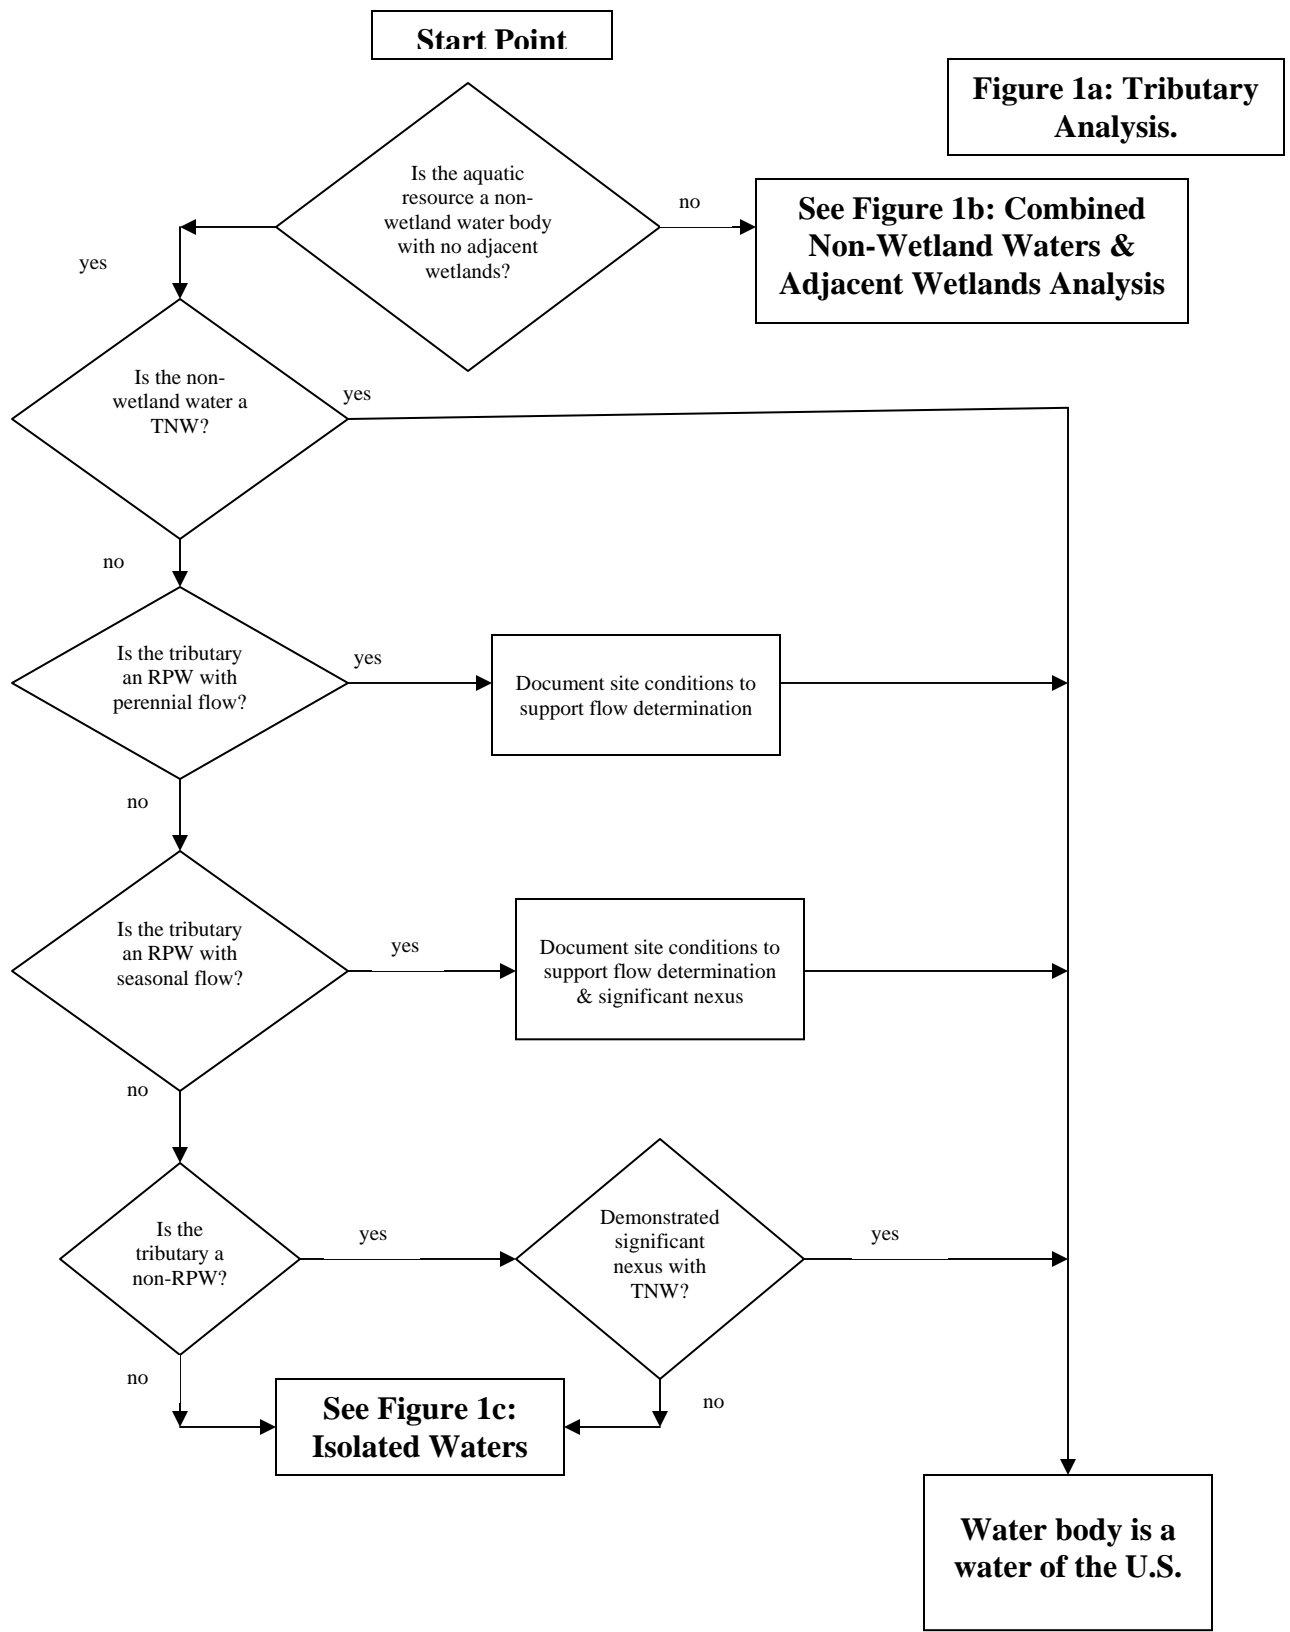 Start Point
Figure 1a: Tributary
Analysis.
Is the aquatic
resource a non-
wetland water body
with no adjacent
wetlands?
no
See Figure 1b: Combined
Non-Wetland Waters &
Adjacent Wetlands Analysis
yes
Is the non-
wetland water a
TNW?
yes
no
Is the tributary
an RPW with
perennial flow?
yes
Document site conditions to
support flow determination
no
Is the tributary
an RPW with
seasonal flow?
yes
Document site conditions to
support flow determination
& significant nexus
no
Is the
tributary a
non-RPW?
yes
Demonstrated
significant
nexus with
TNW?
yes
no
See Figure 1c:
Isolated Waters
no
Water body is a
water of the U.S.